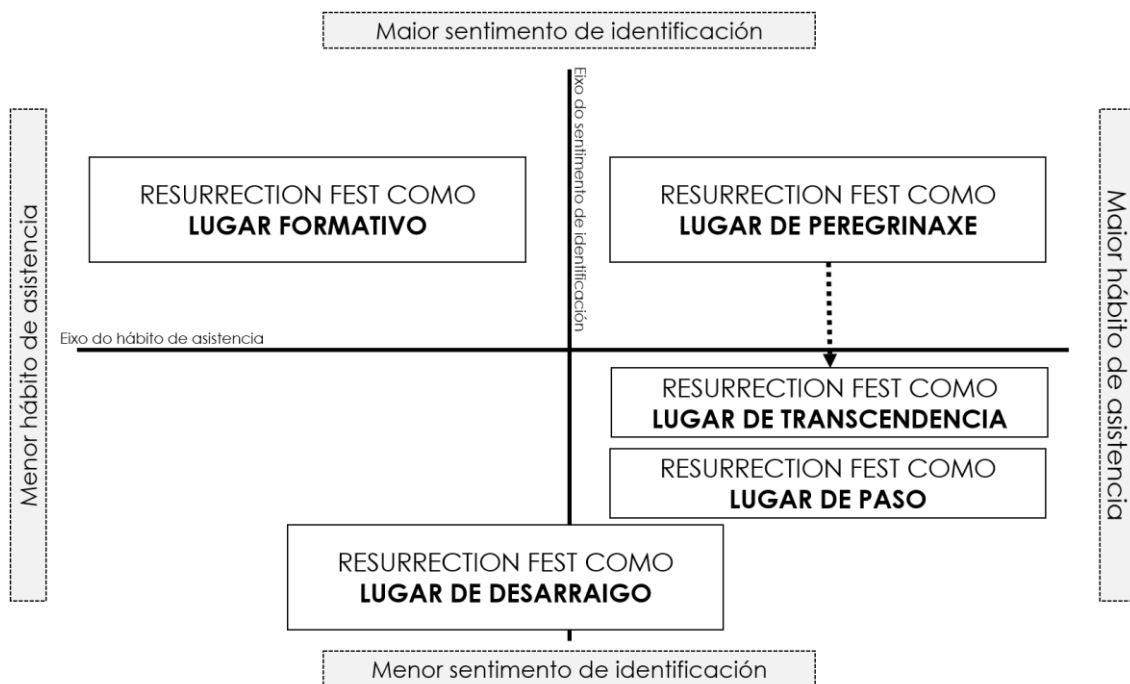 Maior sentimento de identificación
Eixo do sentimento de identificación
Menor hábito de asistencia
RESURRECTION FEST COMO
LUGAR FORMATIVO
RESURRECTION FEST COMO
LUGAR DE PEREGRINAXE
Maior hábito de asistencia
Eixo do hábito de asistencia
RESURRECTION FEST COMO
LUGAR DE TRANSCENDENCIA
RESURRECTION FEST COMO
LUGAR DE PASO
RESURRECTION FEST COMO
LUGAR DE DESARRAIGO
Menor sentimento de identificación